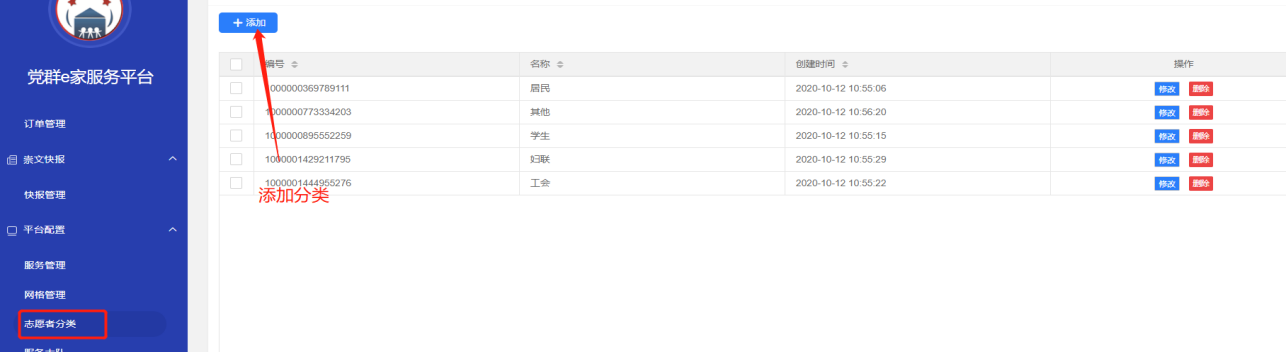 党群e家服务平台
订单管理
崇文快报
快报管理
平台配置
服务管理
网格管理
志愿者分类
服务大队
+ 添加
编号 名称 创建时间 操作
1000000369789111 居民 2020-10-12 10:55:06 修改 删除
1000000773334203 其他 2020-10-12 10:56:20 修改 删除
1000000895552259 学生 2020-10-12 10:55:15 修改 删除
1000001429211795 妇联 2020-10-12 10:55:29 修改 删除
1000001444955276 工会 2020-10-12 10:55:22 修改 删除
添加分类